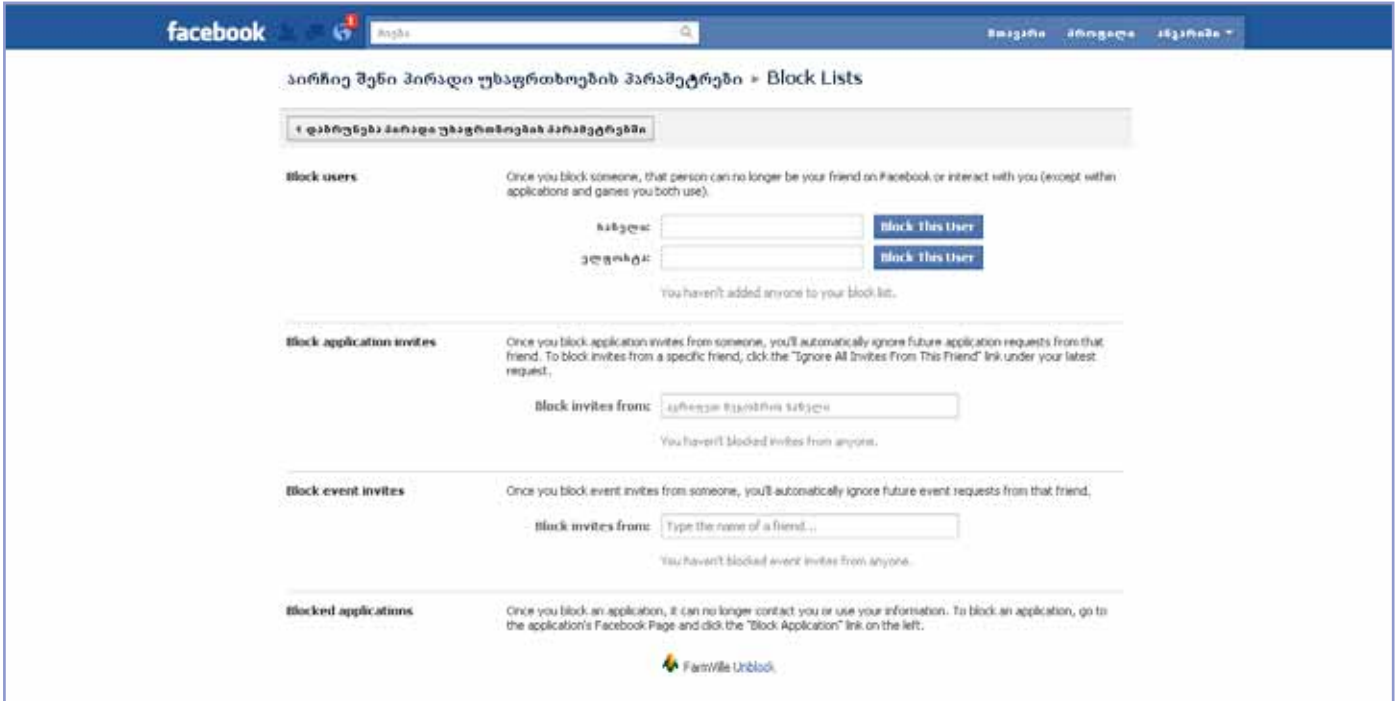 facebook
1
ძიება
მთავარი პროფილი ანგარიში
აირჩიე შენი პირადი უსაფრთხოების პარამეტრები » Block Lists
დაბრუნება პირადი უსაფრთხოების პარამეტრებში
Block users
Once you block someone, that person can no longer be your friend on Facebook or interact with you (except within
applications and games you both use).
სახელი:
Block This User
ელფოსტა:
Block This User
You haven't added anyone to your block list.
Block application invites
Once you block application invites from someone, you'll automatically ignore future application requests from that
friend. To block invites from a specific friend, click the "Ignore All Invites From This Friend" link under your latest
request.
Block invites from:
აკრიფეთ მეგობრის სახელი
You haven't blocked invites from anyone.
Block event invites
Once you block event invites from someone, you'll automatically ignore future event requests from that friend.
Block invites from:
Type the name of a friend...
You haven't blocked event invites from anyone.
Blocked applications
Once you block an application, it can no longer contact you or use your information. To block an application, go to
the application's Facebook Page and click the "Block Application" link on the left.
FarmVille Unblock